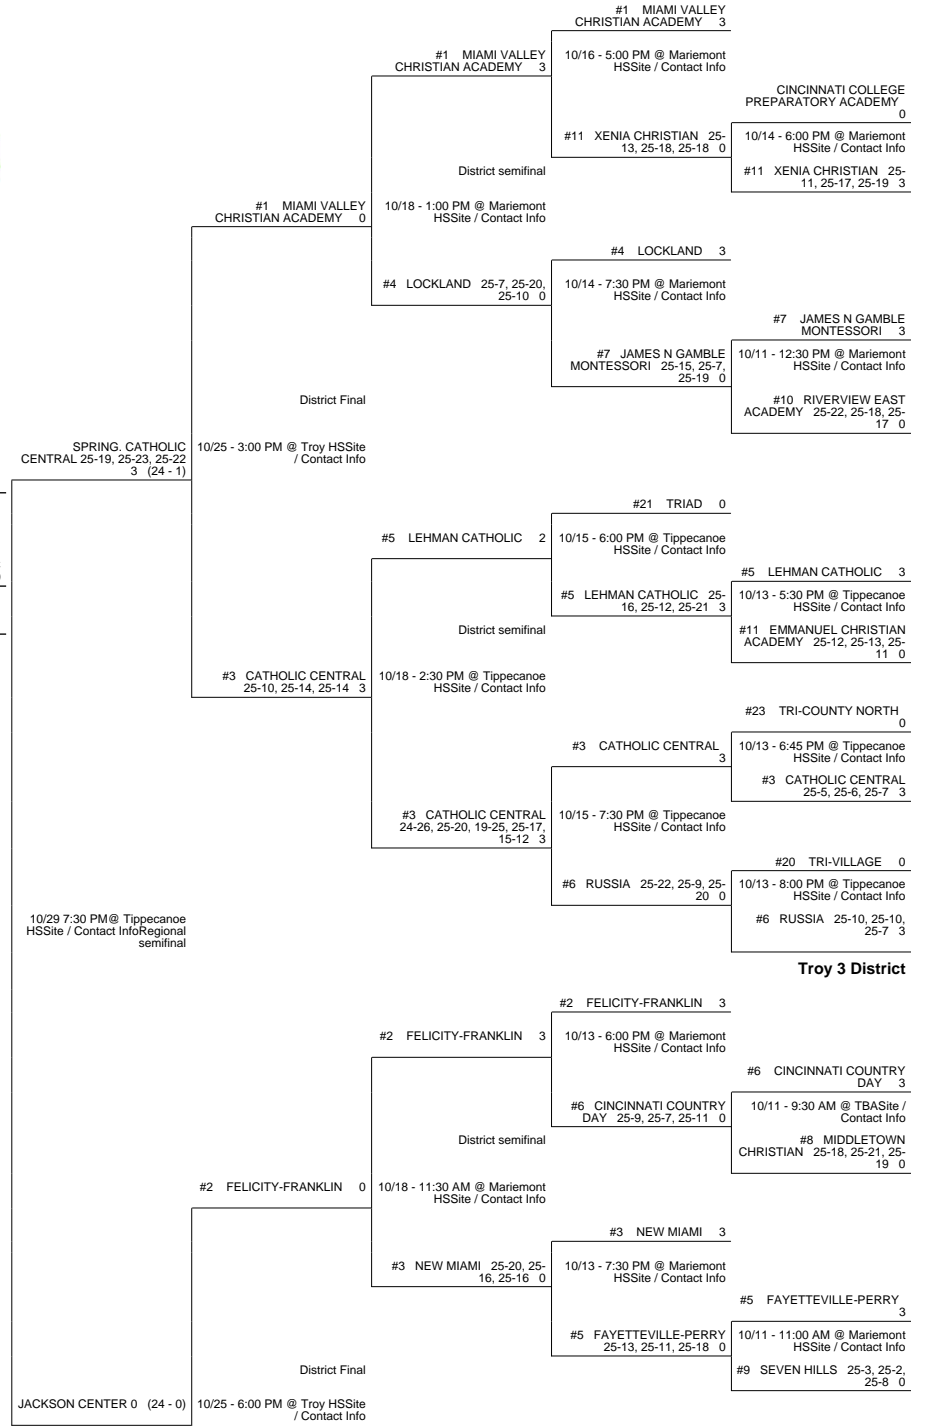 #1 MIAMI VALLEY
CHRISTIAN ACADEMY 3
#1 MIAMI VALLEY
CHRISTIAN ACADEMY 3
10/16 - 5:00 PM @ Mariemont
HSSite / Contact Info
CINCINNATI COLLEGE
PREPARATORY ACADEMY
0
#11 XENIA CHRISTIAN 25-
13, 25-18, 25-18 0
10/14 - 6:00 PM @ Mariemont
HSSite / Contact Info
#11 XENIA CHRISTIAN 25-
11, 25-17, 25-19 3
District semifinal
#1 MIAMI VALLEY
CHRISTIAN ACADEMY 0
10/18 - 1:00 PM @ Mariemont
HSSite / Contact Info
#4 LOCKLAND 3
#4 LOCKLAND 25-7, 25-20,
25-10 0
10/14 - 7:30 PM @ Mariemont
HSSite / Contact Info
#7 JAMES N GAMBLE
MONTESSORI 3
#7 JAMES N GAMBLE
MONTESSORI 25-15, 25-7,
25-19 0
10/11 - 12:30 PM @ Mariemont
HSSite / Contact Info
#10 RIVERVIEW EAST
ACADEMY 25-22, 25-18, 25-
17 0
District Final
SPRING. CATHOLIC
CENTRAL 25-19, 25-23, 25-22
3 (24 - 1)
10/25 - 3:00 PM @ Troy HSSite
/ Contact Info
#21 TRIAD 0
#5 LEHMAN CATHOLIC 2
10/15 - 6:00 PM @ Tippecanoe
HSSite / Contact Info
#5 LEHMAN CATHOLIC 3
#5 LEHMAN CATHOLIC 25-
16, 25-12, 25-21 3
10/13 - 5:30 PM @ Tippecanoe
HSSite / Contact Info
#11 EMMANUEL CHRISTIAN
ACADEMY 25-12, 25-13, 25-
11 0
District semifinal
#3 CATHOLIC CENTRAL
25-10, 25-14, 25-14 3
10/18 - 2:30 PM @ Tippecanoe
HSSite / Contact Info
#23 TRI-COUNTY NORTH
0
#3 CATHOLIC CENTRAL
3
10/13 - 6:45 PM @ Tippecanoe
HSSite / Contact Info
#3 CATHOLIC CENTRAL
25-5, 25-6, 25-7 3
#3 CATHOLIC CENTRAL
24-26, 25-20, 19-25, 25-17,
15-12 3
10/15 - 7:30 PM @ Tippecanoe
HSSite / Contact Info
#20 TRI-VILLAGE 0
#6 RUSSIA 25-22, 25-9, 25-
20 0
10/13 - 8:00 PM @ Tippecanoe
HSSite / Contact Info
#6 RUSSIA 25-10, 25-10,
25-7 3
10/29 7:30 PM@ Tippecanoe
HSSite / Contact InfoRegional
semifinal
Troy 3 District
#2 FELICITY-FRANKLIN 3
#2 FELICITY-FRANKLIN 3
10/13 - 6:00 PM @ Mariemont
HSSite / Contact Info
#6 CINCINNATI COUNTRY
DAY 3
#6 CINCINNATI COUNTRY
DAY 25-9, 25-7, 25-11 0
10/11 - 9:30 AM @ TBASite /
Contact Info
#8 MIDDLETOWN
CHRISTIAN 25-18, 25-21, 25-
19 0
District semifinal
#2 FELICITY-FRANKLIN 0
10/18 - 11:30 AM @ Mariemont
HSSite / Contact Info
#3 NEW MIAMI 3
#3 NEW MIAMI 25-20, 25-
16, 25-16 0
10/13 - 7:30 PM @ Mariemont
HSSite / Contact Info
#5 FAYETTEVILLE-PERRY
3
#5 FAYETTEVILLE-PERRY
25-13, 25-11, 25-18 0
10/11 - 11:00 AM @ Mariemont
HSSite / Contact Info
#9 SEVEN HILLS 25-3, 25-2,
25-8 0
District Final
JACKSON CENTER 0 (24 - 0)
10/25 - 6:00 PM @ Troy HSSite
/ Contact Info